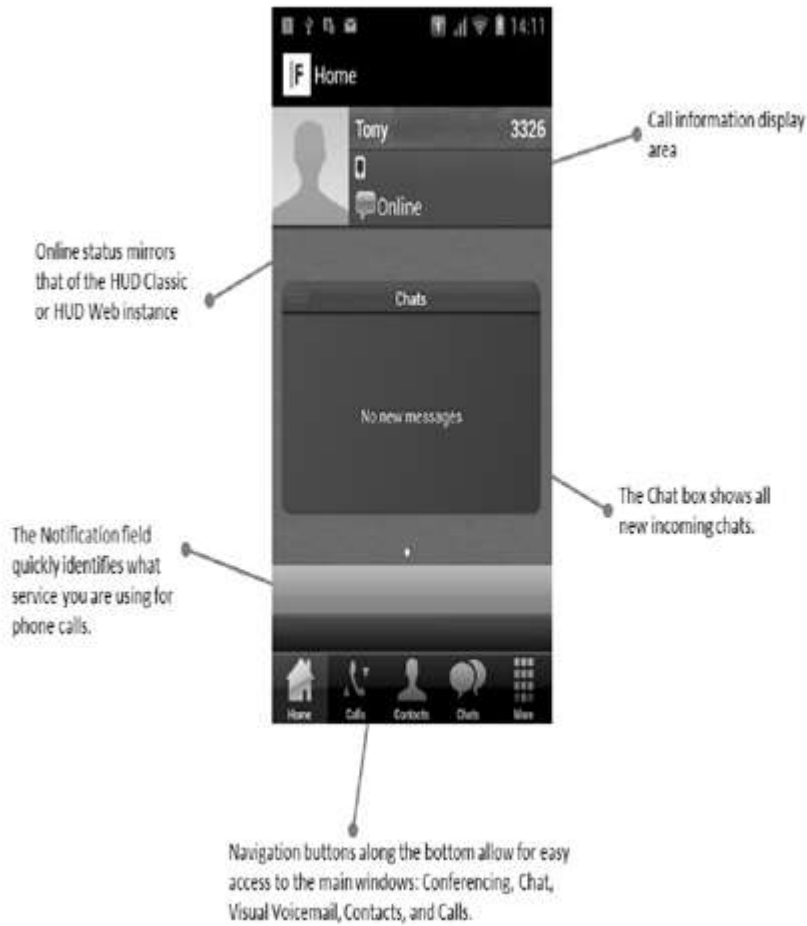 14:11
F Home
Tony 3326
Online
Call information display
area
Online status mirrors
that of the HUD Classic
or HUD Web instance
Chats
No new messages
The Chat box shows all
new incoming chats.
The Notification field
quickly identifies what
service you are using for
phone calls.
Home Calls Contacts Chats More
Navigation buttons along the bottom allow for easy
access to the main windows: Conferencing, Chat,
Visual Voicemail, Contacts, and Calls.